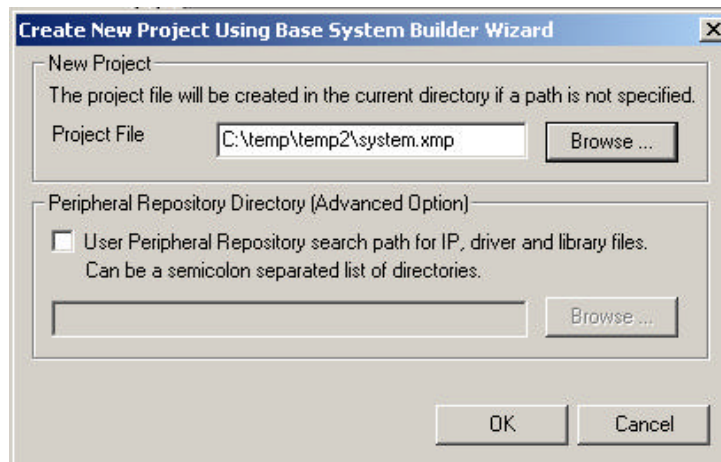 Create New Project Using Base System Builder Wizard
New Project
The project file will be created in the current directory if a path is not specified.
Project File
C:\temp\temp2\system.xmp
Browse ...
Peripheral Repository Directory (Advanced Option)
User Peripheral Repository search path for IP, driver and library files.
Can be a semicolon separated list of directories.
Browse ...
OK
Cancel